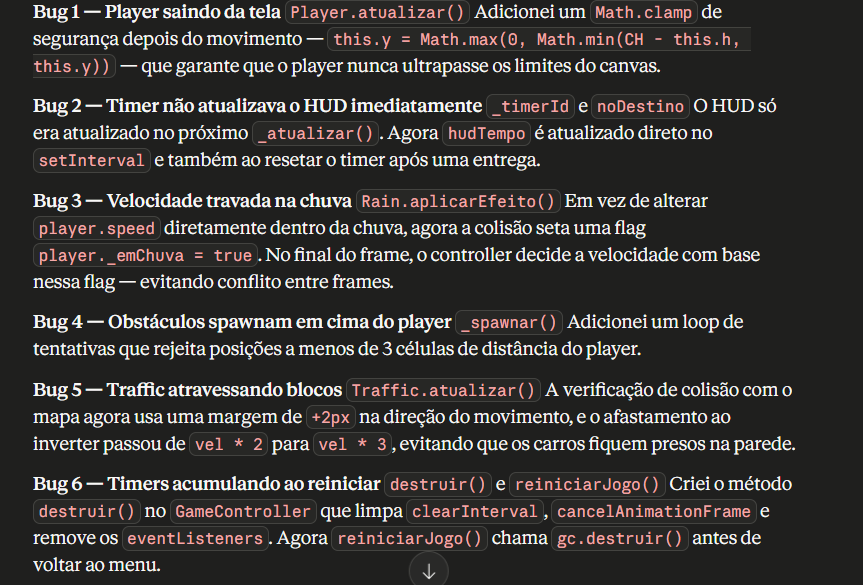 Bug 1 — Player saindo da tela Player.atualizar() Adicionei um Math.clamp de
segurança depois do movimento — this.y = Math.max(0, Math.min(CH - this.h,
this.y)) — que garante que o player nunca ultrapasse os limites do canvas.
Bug 2 — Timer não atualizava o HUD imediatamente _timerId e noDestino O HUD só
era atualizado no próximo _atualizar(). Agora hudTempo é atualizado direto no
setInterval e também ao resetar o timer após uma entrega.
Bug 3 — Velocidade travada na chuva Rain.aplicarEfeito() Em vez de alterar
player.speed diretamente dentro da chuva, agora a colisão seta uma flag
player._emChuva = true. No final do frame, o controller decide a velocidade com base
nessa flag — evitando conflito entre frames.
Bug 4 — Obstáculos spawnam em cima do player _spawnar() Adicionei um loop de
tentativas que rejeita posições a menos de 3 células de distância do player.
Bug 5 — Traffic atravessando blocos Traffic.atualizar() A verificação de colisão com o
mapa agora usa uma margem de +2px na direção do movimento, e o afastamento ao
inverter passou de vel * 2 para vel * 3, evitando que os carros fiquem presos na parede.
Bug 6 — Timers acumulando ao reiniciar destruir() e reiniciarJogo() Criei o método
destruir() no GameController que limpa clearInterval, cancelAnimationFrame e
remove os eventListeners. Agora reiniciarJogo() chama gc.destruir() antes de
voltar ao menu.